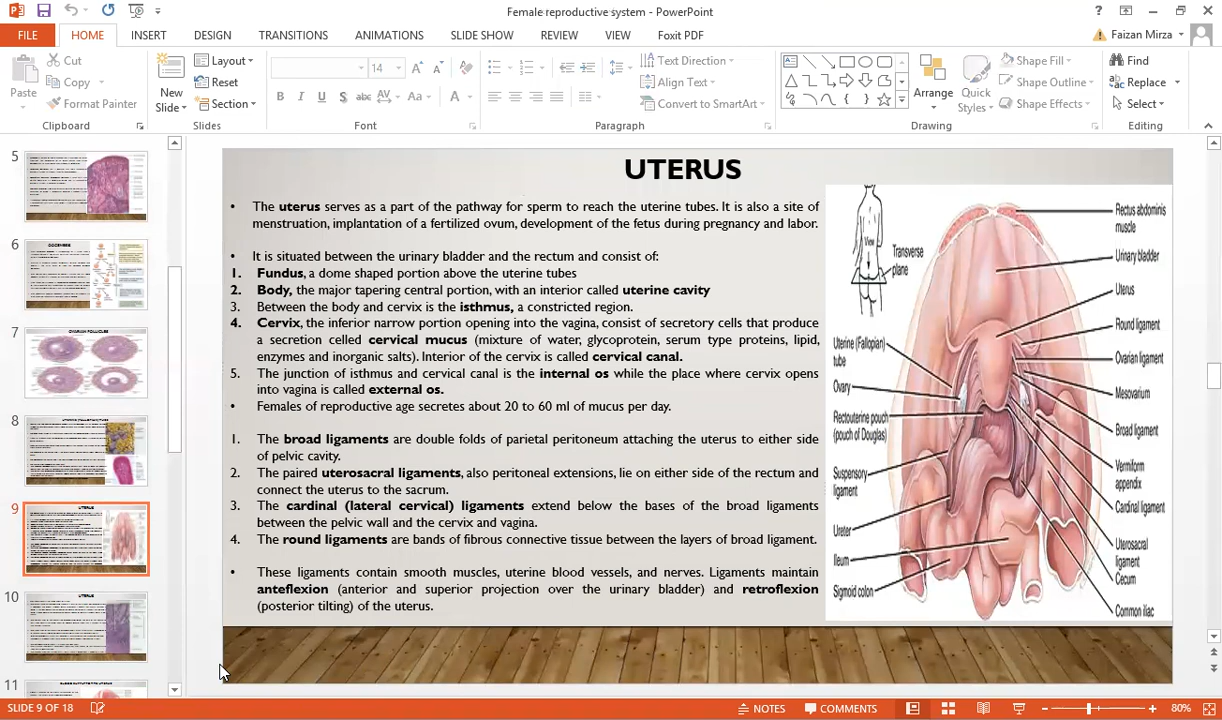 Female reproductive system - PowerPoint
FILE HOME INSERT DESIGN TRANSITIONS ANIMATIONS SLIDE SHOW REVIEW VIEW Foxit PDF Faizan Mirza
Paste
Cut
Copy
Format Painter
Clipboard
New
Slide
Layout
Reset
Section
Slides
14
B I U S abc AV Aa A
Font
Text Direction
Align Text
Convert to SmartArt
Paragraph
Arrange
Quick
Styles
Shape Fill
Shape Outline
Shape Effects
Drawing
Find
Replace
Select
Editing
5
6
7
8
9
10
11
UTERUS
• The uterus serves as a part of the pathway for sperm to reach the uterine tubes. It is also a site of
menstruation, implantation of a fertilized ovum, development of the fetus during pregnancy and labor.
• It is situated between the urinary bladder and the rectum and consist of:
1. Fundus, a dome shaped portion above the uterine tubes
2. Body, the major tapering central portion, with an interior called uterine cavity
3. Between the body and cervix is the isthmus, a constricted region.
4. Cervix, the inferior narrow portion opening into the vagina, consist of secretory cells that produce
a secretion celled cervical mucus (mixture of water, glycoprotein, serum type proteins, lipid,
enzymes and inorganic salts). Interior of the cervix is called cervical canal.
5. The junction of isthmus and cervical canal is the internal os while the place where cervix opens
into vagina is called external os.
• Females of reproductive age secretes about 20 to 60 ml of mucus per day.
1. The broad ligaments are double folds of parietal peritoneum attaching the uterus to either side
of pelvic cavity.
2. The paired uterosacral ligaments, also peritoneal extensions, lie on either side of the rectum and
connect the uterus to the sacrum.
3. The cardinal (lateral cervical) ligaments extend below the bases of the broad ligaments
between the pelvic wall and the cervix and vagina.
4. The round ligaments are bands of fibrous connective tissue between the layers of broad ligament.
• These ligaments contain smooth muscles, uterine blood vessels, and nerves. Ligaments maintain
anteflexion (anterior and superior projection over the urinary bladder) and retroflexion
(posterior tilting) of the uterus.
View
Transverse
plane
Uterine (Fallopian)
tube
Ovary
Rectouterine pouch
(pouch of Douglas)
Suspensory
ligament
Ureter
Ileum
Sigmoid colon
Rectus abdominis
muscle
Urinary bladder
Uterus
Round ligament
Ovarian ligament
Mesovarium
Broad ligament
Vermiform
appendix
Cardinal ligament
Uterosacral
ligament
Cecum
Common iliac
SLIDE 9 OF 18 NOTES COMMENTS 80%